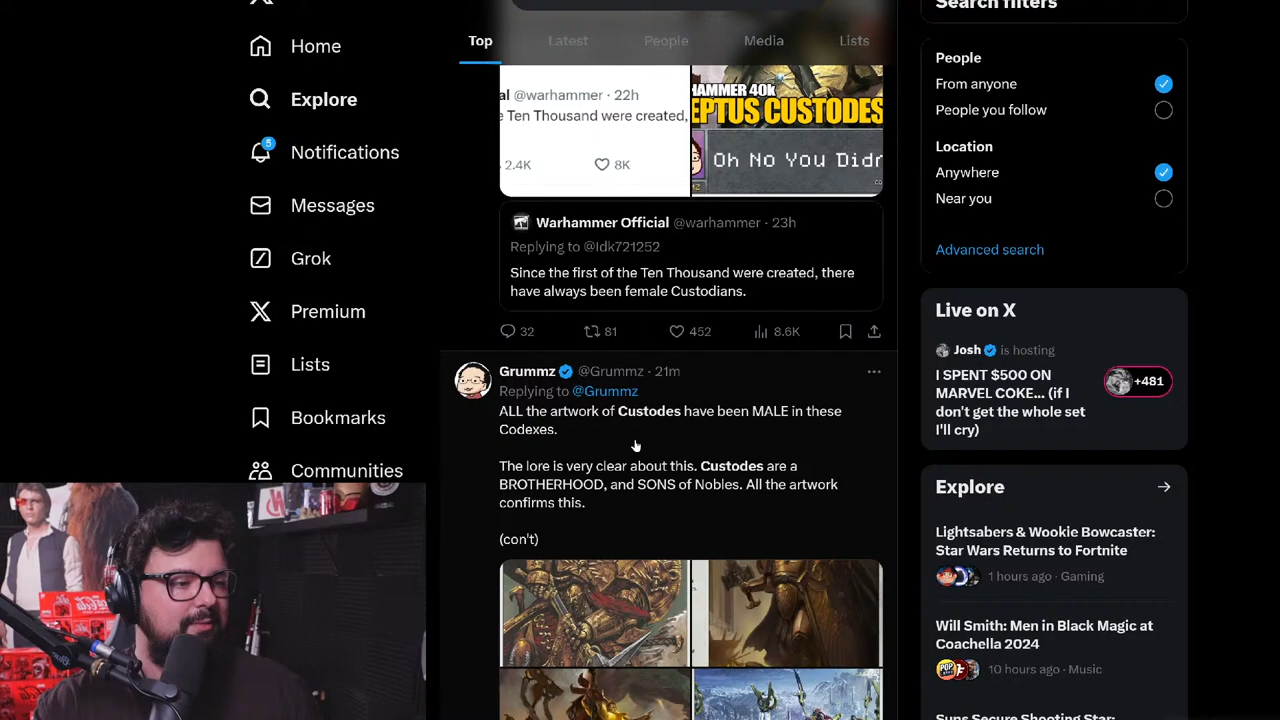 Home
Explore
5
Notifications
Messages
Grok
Premium
Lists
Bookmarks
Communities
Top
Latest
People
Media
Lists
al @warhammer · 22h
e Ten Thousand were created,
2.4K
8K
HAMMER 40K
EPTUS CUSTODES
Oh No You Didn
Warhammer Official @warhammer · 23h
Replying to @Idk721252
Since the first of the Ten Thousand were created, there
have always been female Custodians.
32
81
452
8.6K
Grummz @Grummz · 21m
Replying to @Grummz
ALL the artwork of Custodes have been MALE in these
Codexes.
The lore is very clear about this. Custodes are a
BROTHERHOOD, and SONS of Nobles. All the artwork
confirms this.
(con't)
Search filters
People
From anyone
People you follow
Location
Anywhere
Near you
Advanced search
Live on X
Josh is hosting
I SPENT $500 ON
MARVEL COKE... (if I
don't get the whole set
I'll cry)
+481
Explore
Lightsabers & Wookie Bowcaster:
Star Wars Returns to Fortnite
1 hours ago · Gaming
Will Smith: Men in Black Magic at
Coachella 2024
10 hours ago · Music
Suns Secure Shooting Star: